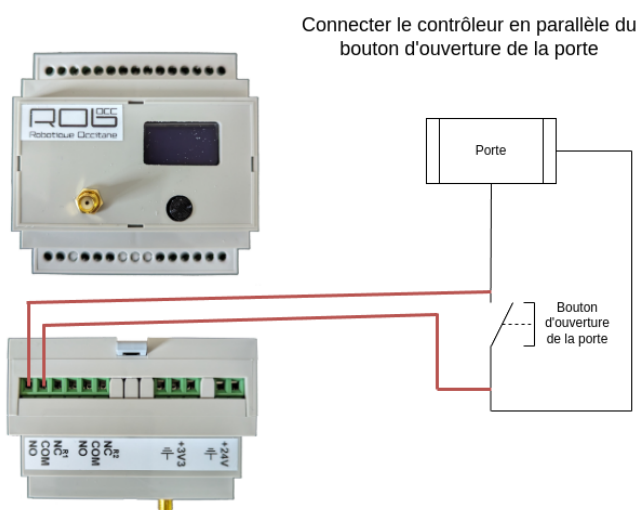 Connecter le contrôleur en parallèle du
bouton d'ouverture de la porte
ROB OCC
Robotique Occitane
Porte
Bouton
d'ouverture
de la porte
NO
COM
NC
R1
NO
COM
NC
R2
+3V3
+24V